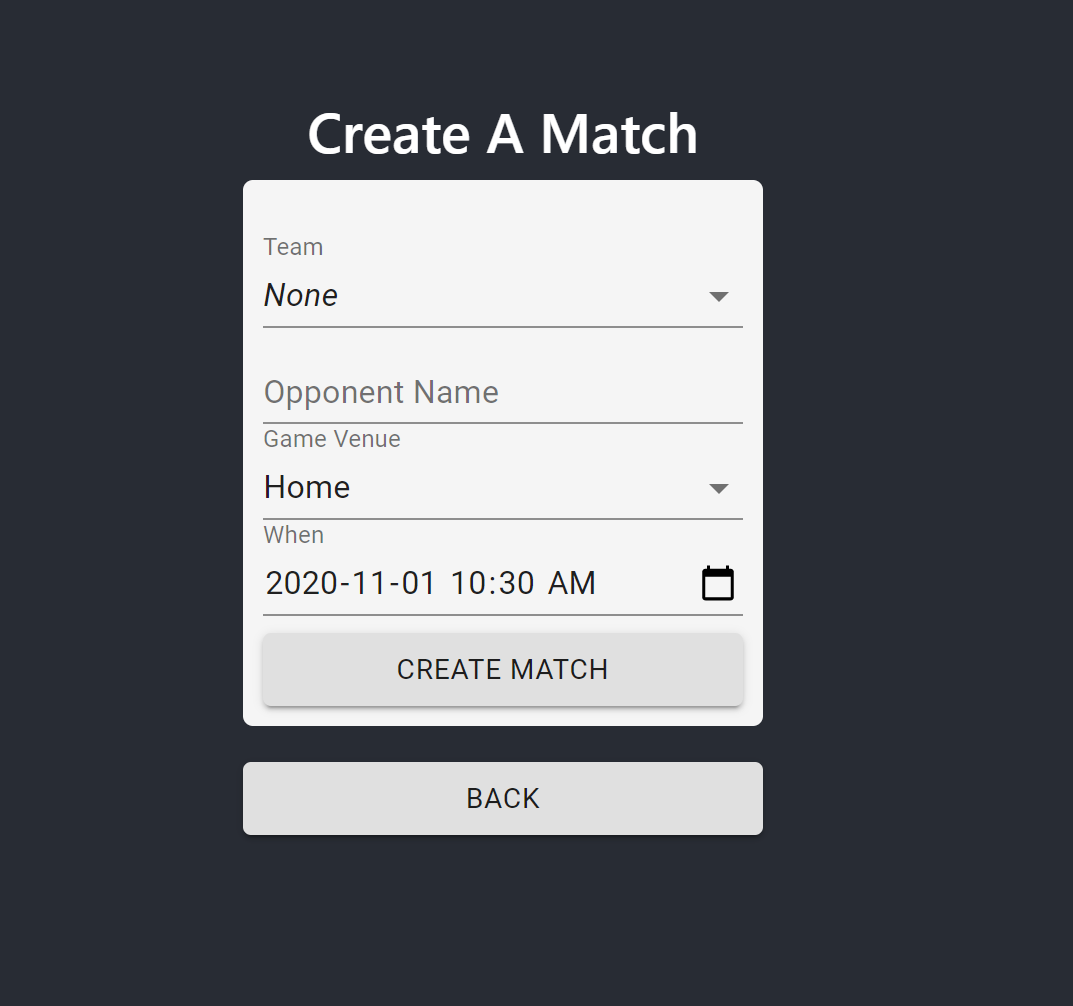 Create A Match
Team
None
Opponent Name
Game Venue
Home
When
2020-11-01 10:30 AM
CREATE MATCH
BACK